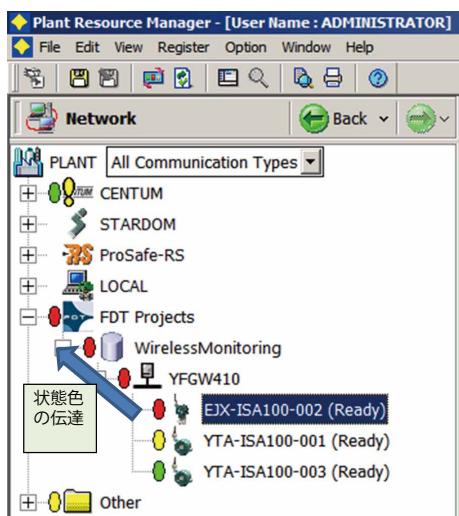 Plant Resource Manager - [User Name : ADMINISTRATOR]
File Edit View Register Option Window Help
Network
Back
PLANT All Communication Types
CENTUM
STARDOM
ProSafe-RS
LOCAL
FDT Projects
WirelessMonitoring
YFGW410
EJX-ISA100-002 (Ready)
YTA-ISA100-001 (Ready)
YTA-ISA100-003 (Ready)
Other
状態色
の伝達